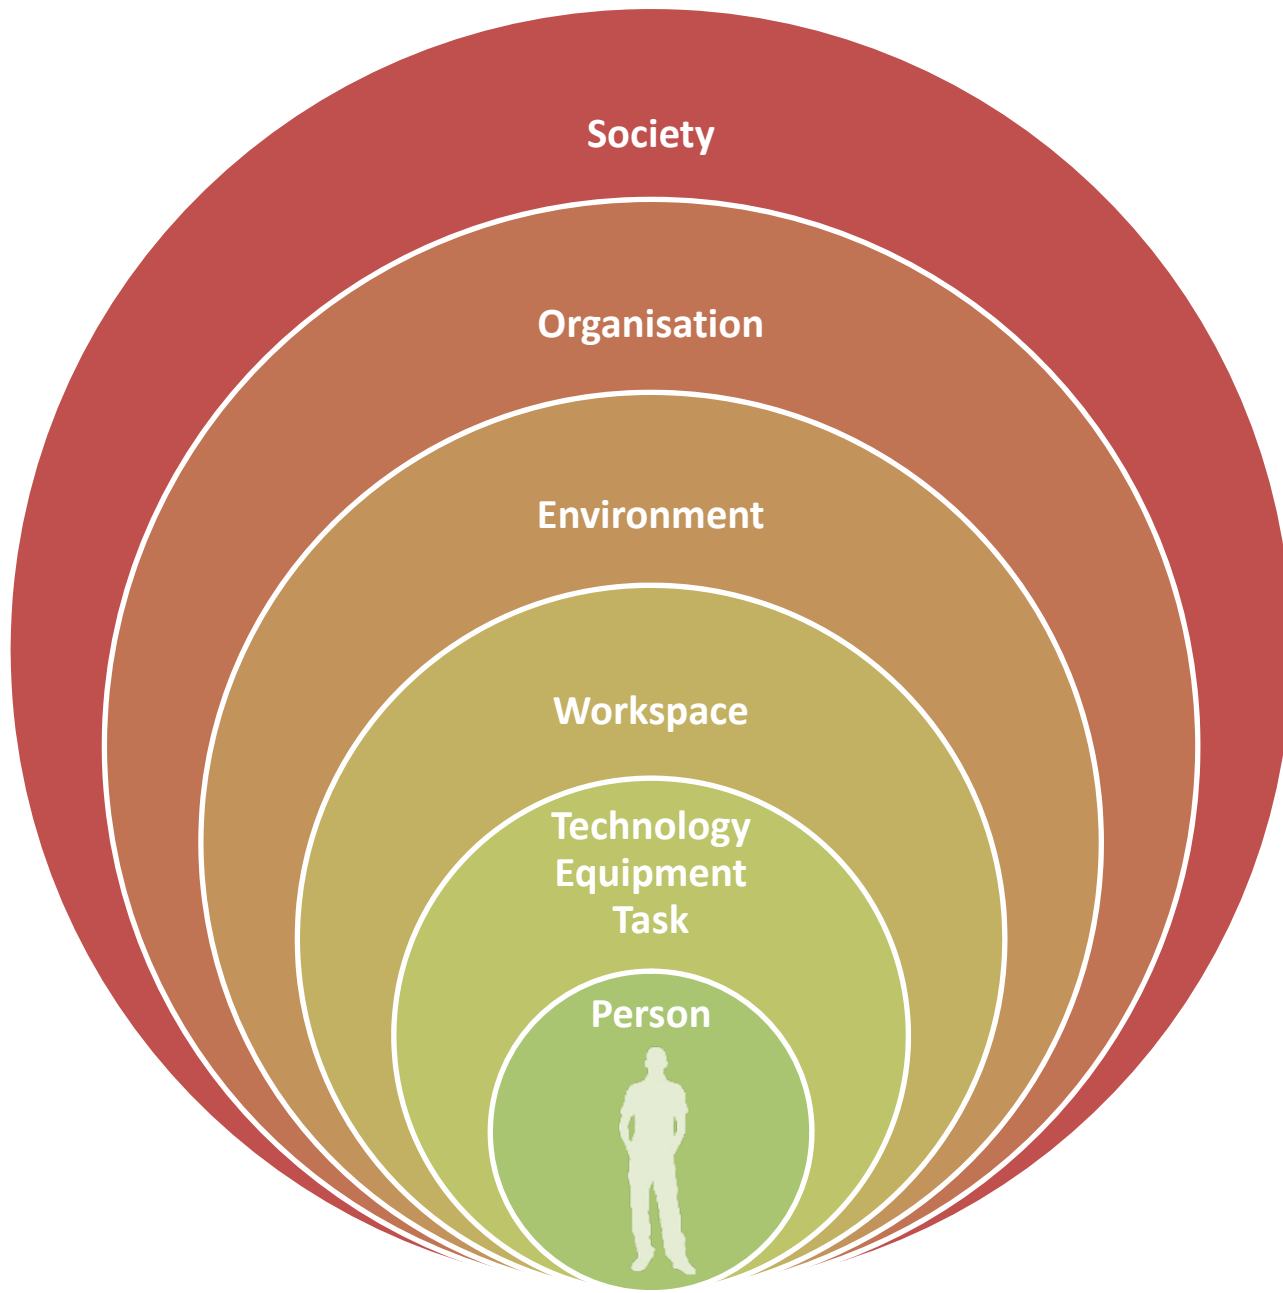 Society
Organisation
Environment
Workspace
Technology
Equipment
Task
Person